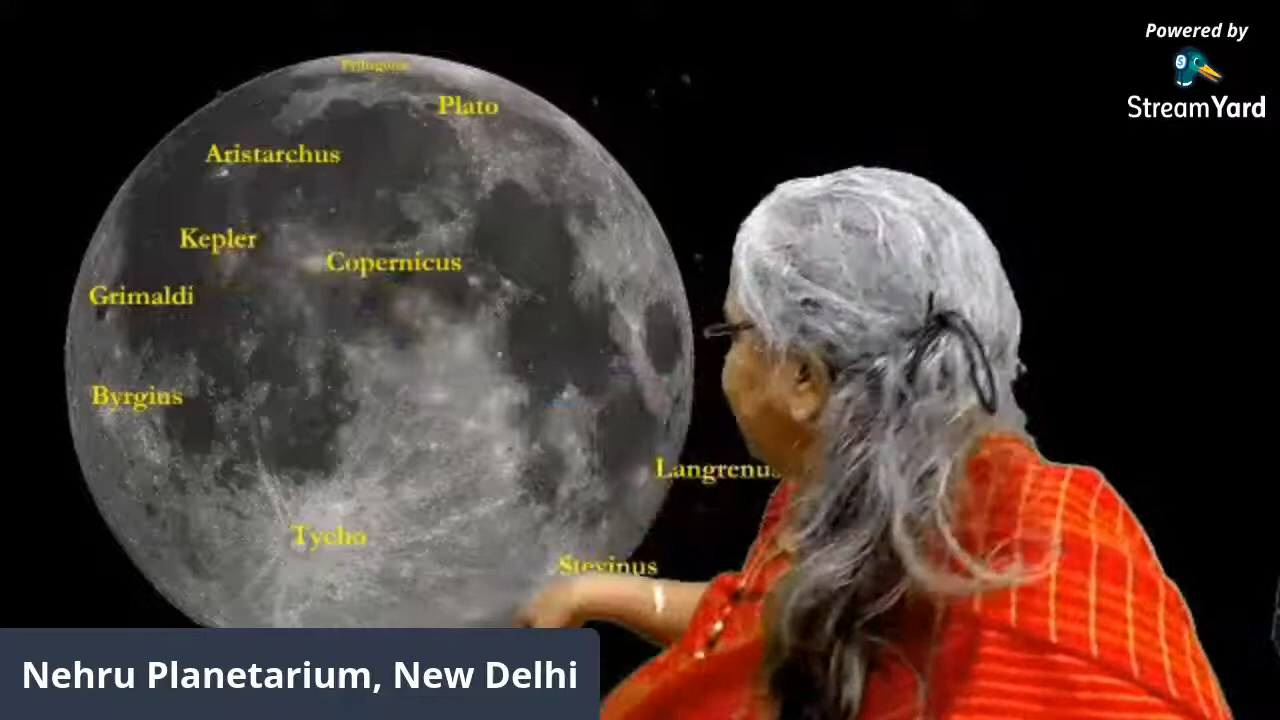 Powered by
StreamYard
Plato
Aristarchus
Kepler
Copernicus
Grimaldi
Byrgius
Langrenus
Tycho
Stevinus
Nehru Planetarium, New Delhi